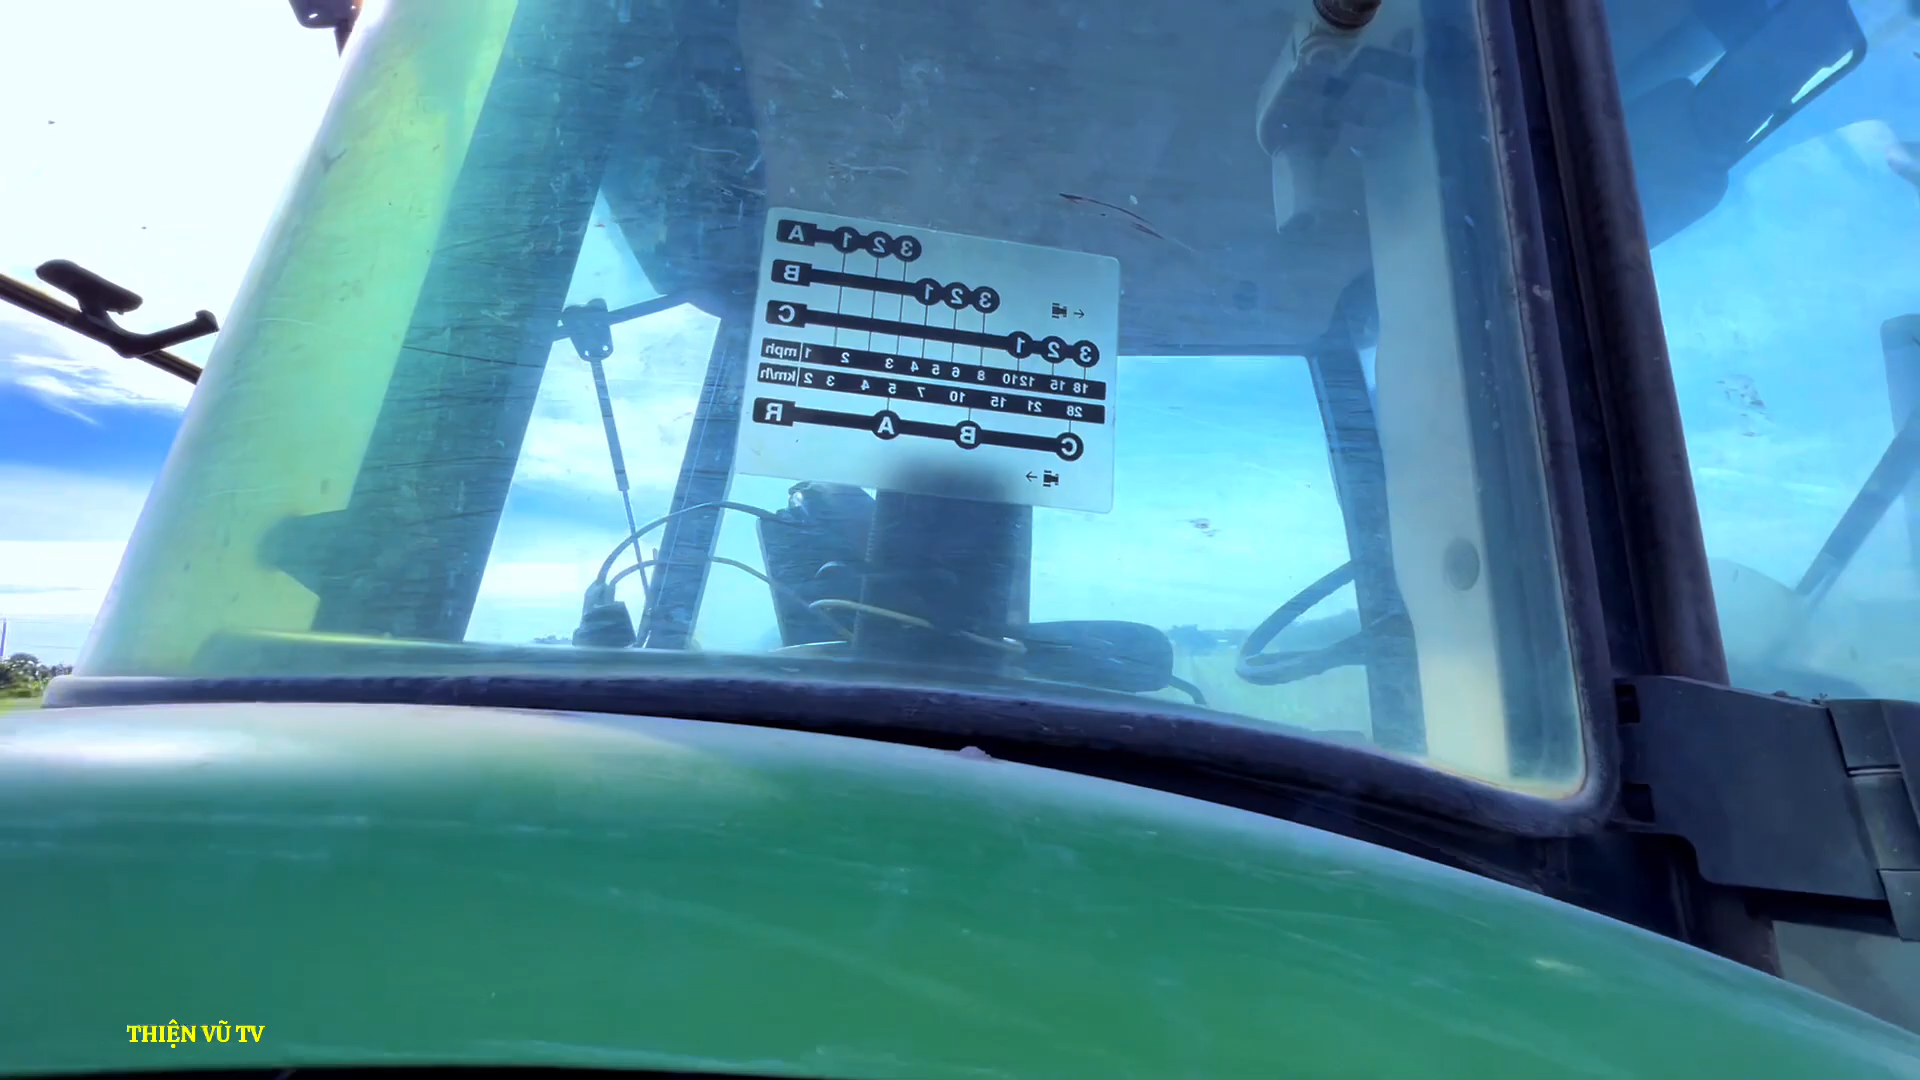 A 1 2 3
B 1 2 3
C 1 2 3
mph 1 2 3 4 5 6 8 10 12 15 18
km/h 2 3 4 5 7 10 15 21 28
R A B C
THIỆN VŨ TV